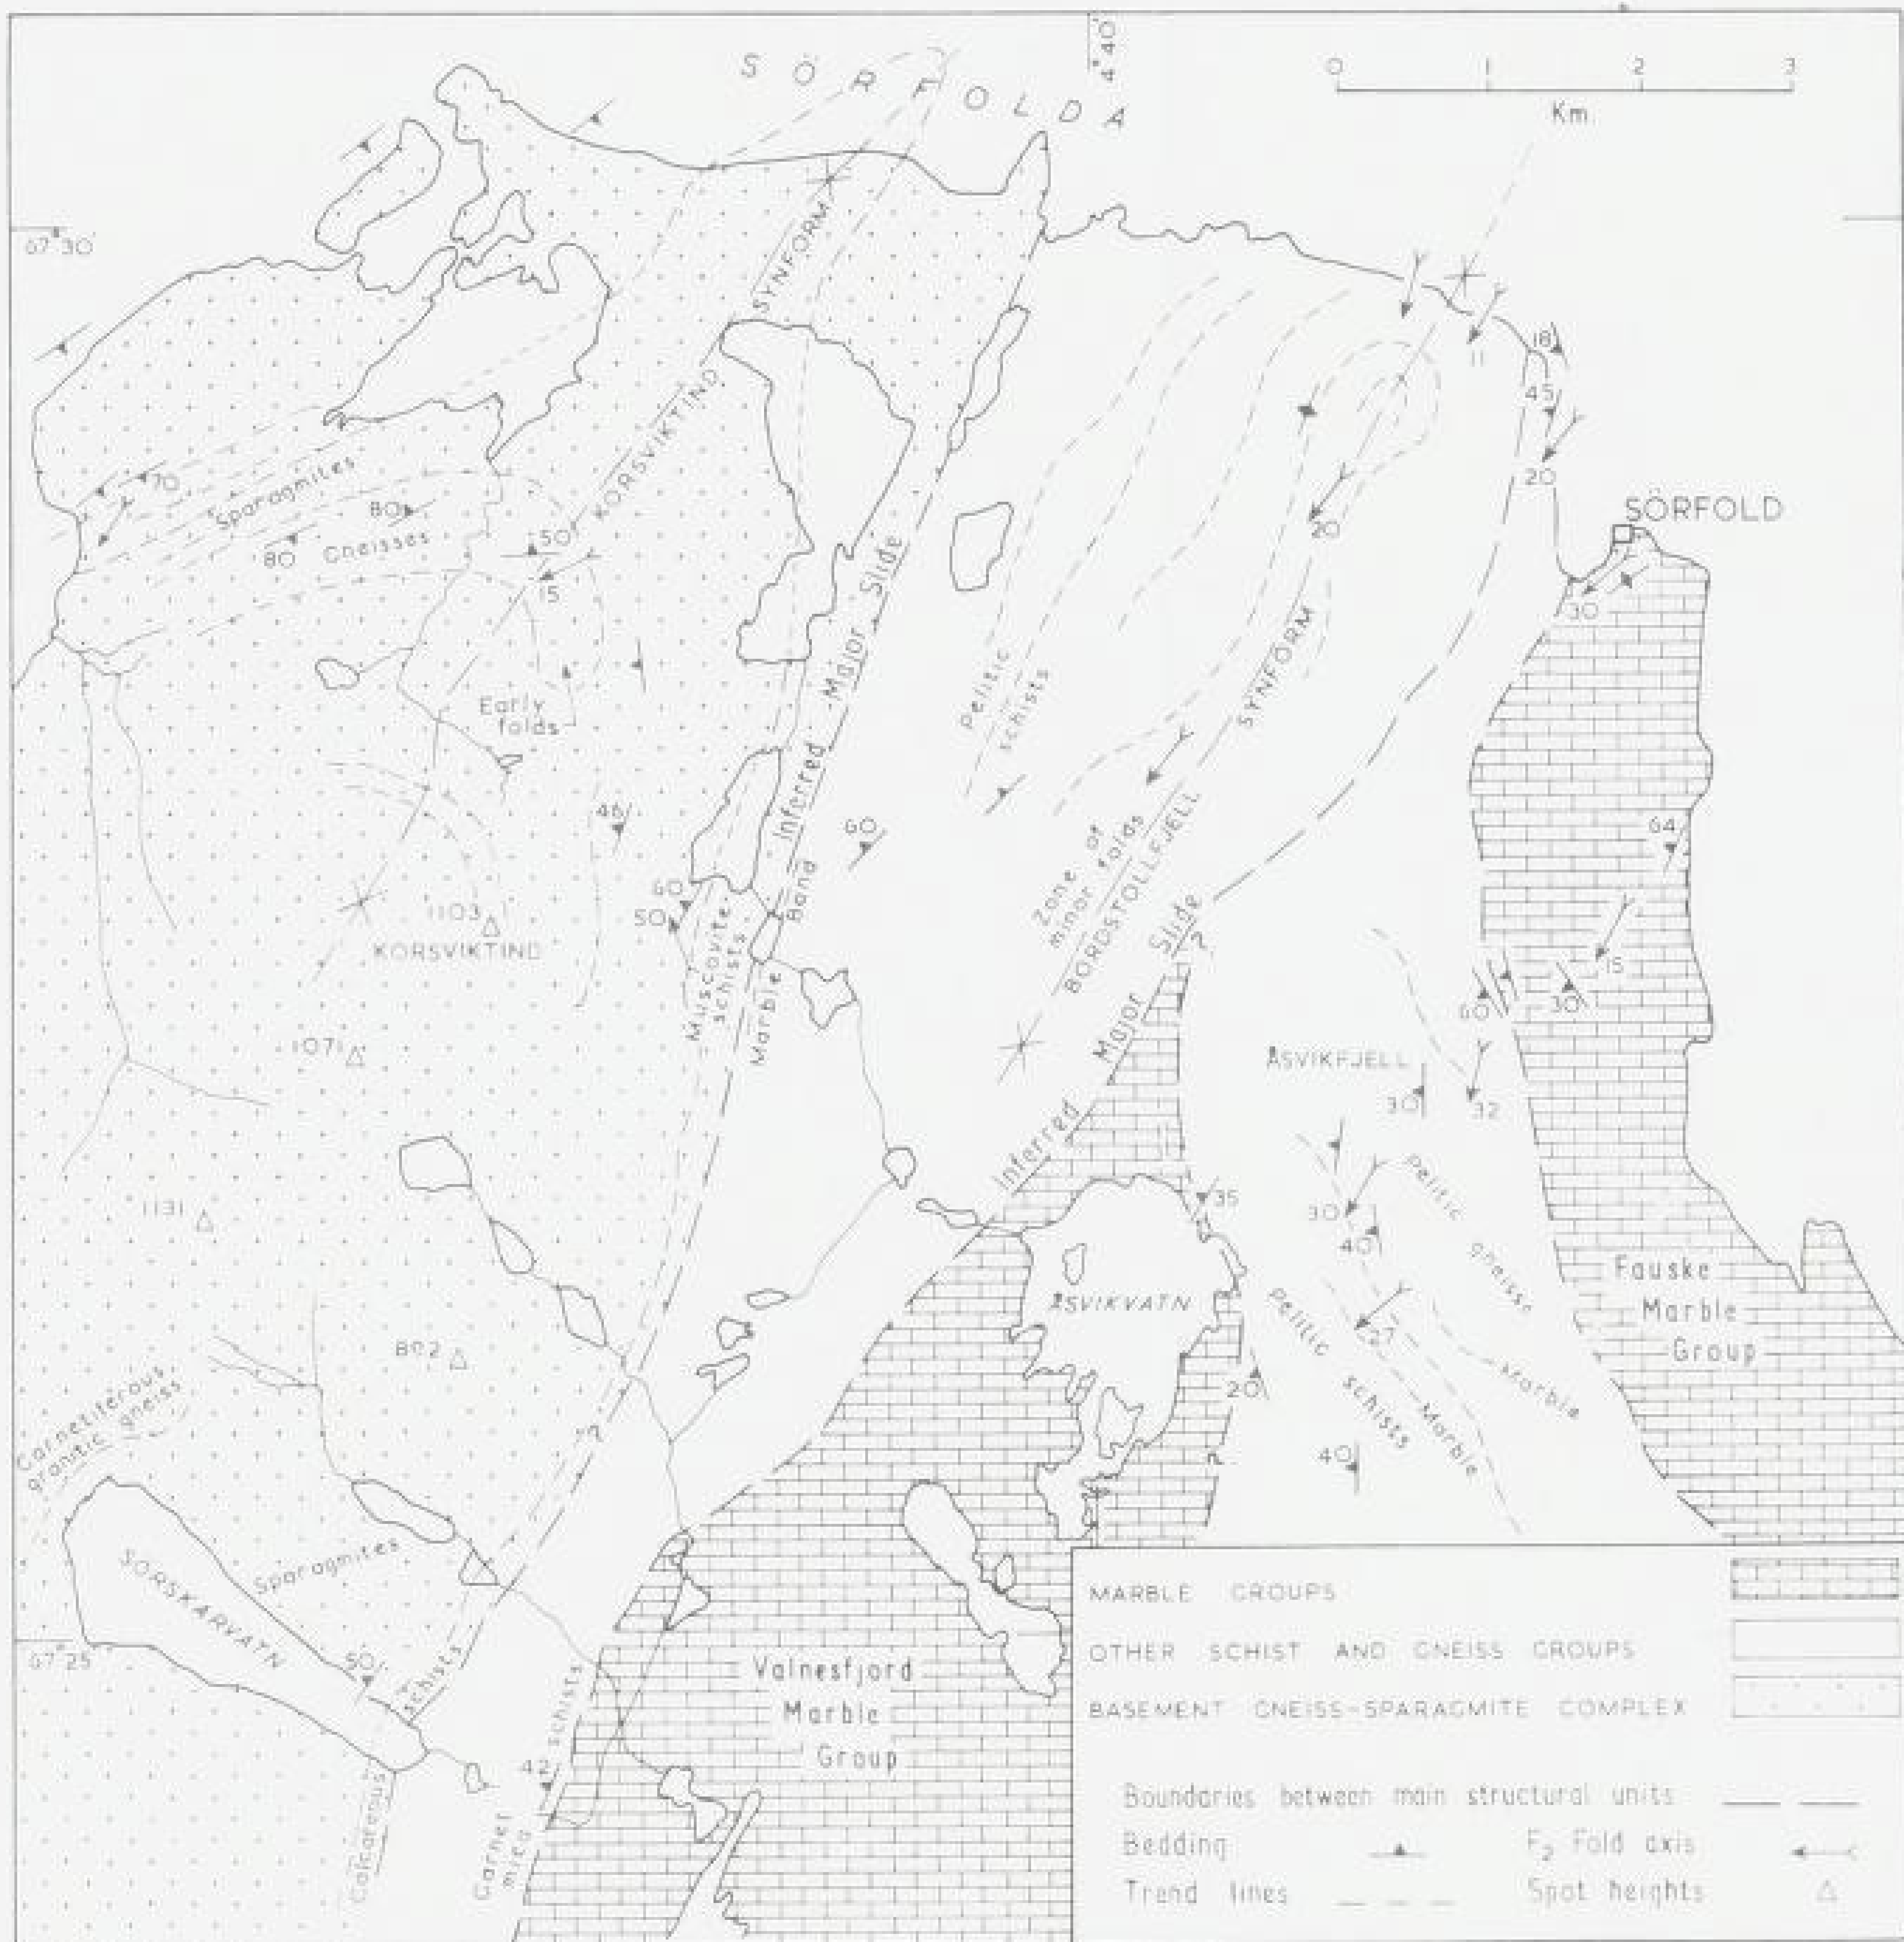 SÖRFOLDA
4°40'
0 1 2 3
Km
67°30'
SYNFORM
KORSVIKTIND
18
11
45
20
70
Sparagmites
80
80
Gneisses
50
15
20
SÖRFOLD
30
Slide
Major
Inferred
Pelitic
schists
SYNFORM
Early
folds
46
60
Band
Marble
Zone of
minor folds
BORDSTOLLFJELL
64
60
50
1103
KORSVIKTIND
Muscovite
schists
Slide
?
Major
Inferred
15
60
30
1071
ÅSVIKFJELL
30
32
1131
35
30
40
Pelitic
gneiss
Fauske
Marble
Group
ÅSVIKVATN
Pelitic
schists
Marble
Marble
892
20
40
?
Garnetiferous
granitic gneiss
SÖRSKARVATN
Sparagmites
67°25'
50
schists
Calcareous
schists
42
Garnet
mica
Valnesfjord
Marble
Group
MARBLE GROUPS
OTHER SCHIST AND GNEISS GROUPS
BASEMENT GNEISS-SPARAGMITE COMPLEX
Boundaries between main structural units
Bedding
F₂ Fold axis
Trend lines
Spot heights